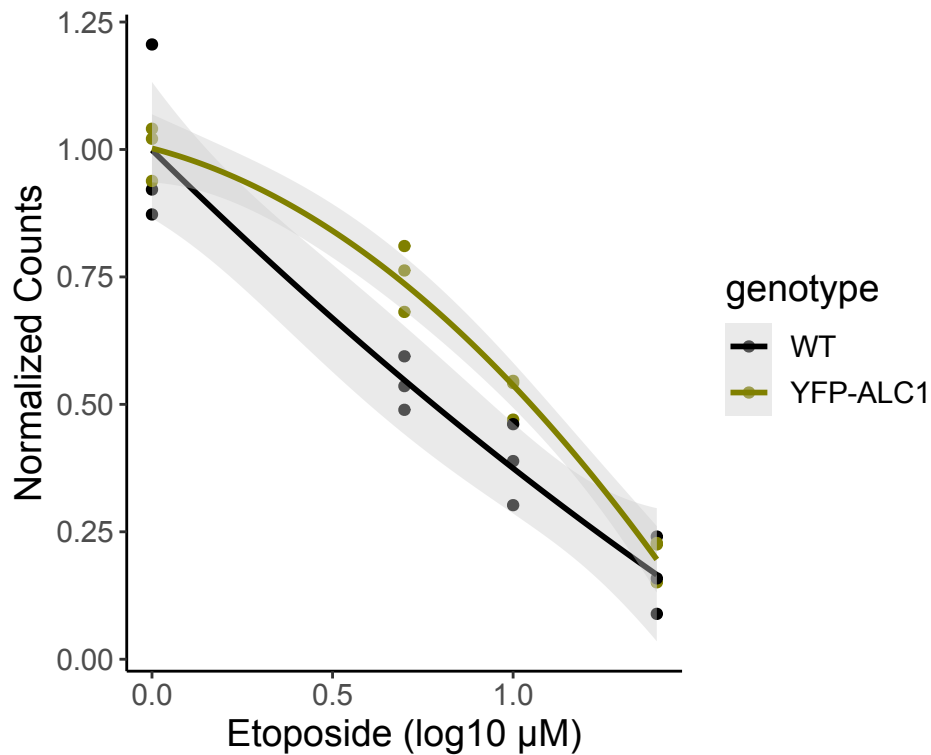 1.25
1.00
0.75
0.50
0.25
0.00
Normalized Counts
0.0 0.5 1.0
Etoposide (log10 µM)
genotype
WT
YFP-ALC1